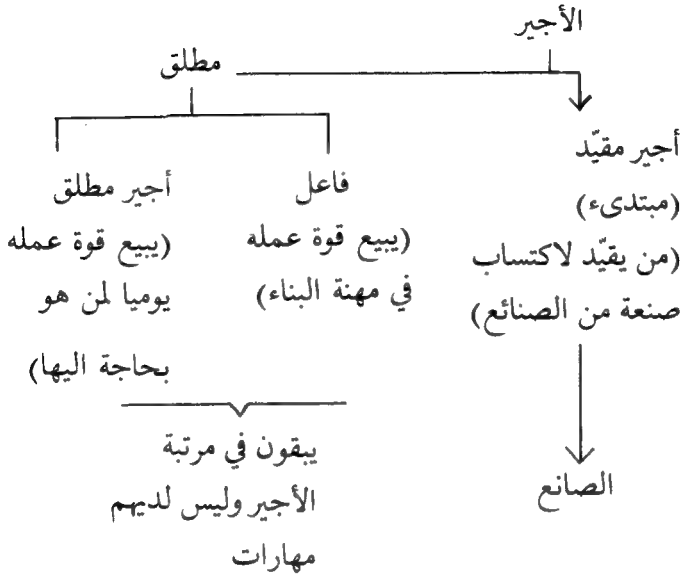 الأجير
مطلق
أجير مقيّد
(مبتدىء)
(من يقيّد لاكتساب
صنعة من الصنائع)
الصانع
فاعل
(يبيع قوة عمله
في مهنة البناء)
أجير مطلق
(يبيع قوة عمله
يوميا لمن هو
بحاجة اليها)
يبقون في مرتبة
الأجير وليس لديهم
مهارات